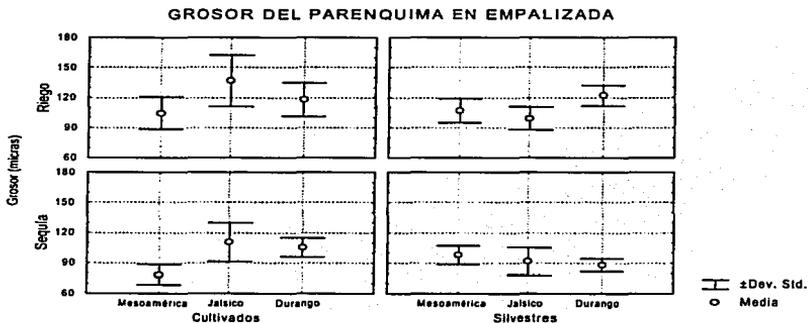 GROSOR DEL PARENQUIMA EN EMPALIZADA
Grosor (micras)
Riego
180
150
120
90
60
Sequía
180
150
120
90
60
Mesoamérica Jalsico Durango
Cultivados
Mesoamérica Jalsico Durango
Silvestres
±Dev. Std.
Media